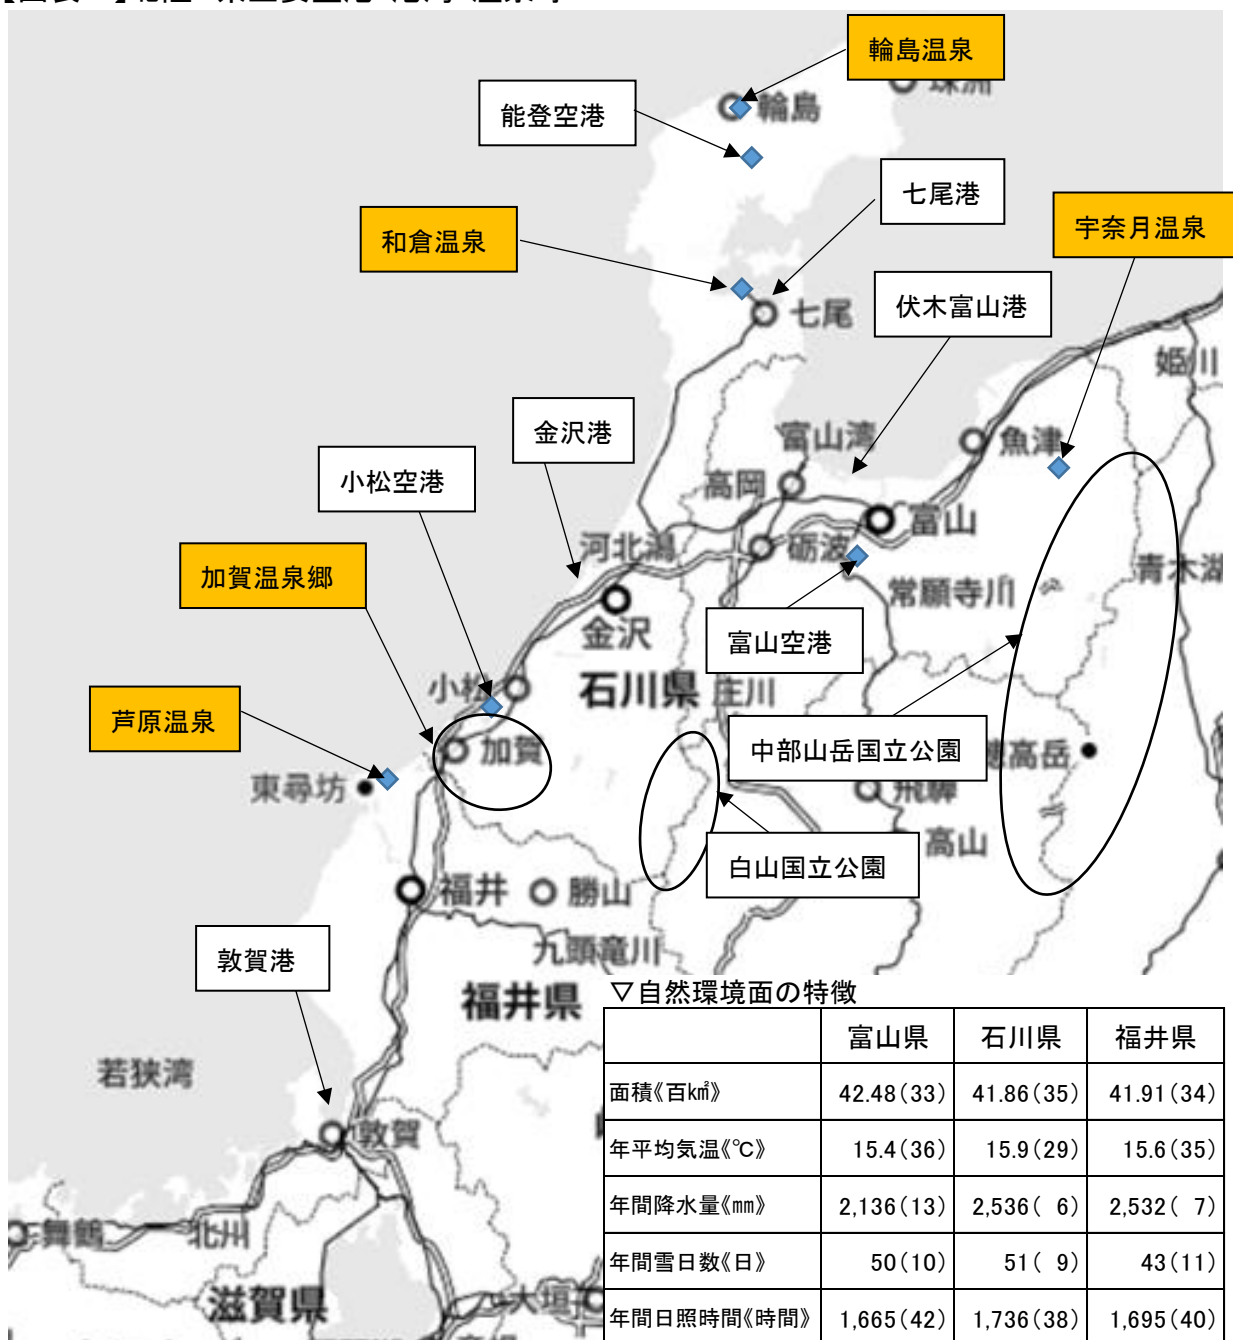 輪島温泉
輪島
能登空港
七尾港
和倉温泉
宇奈月温泉
七尾
伏木富山港
姫川
金沢港
富山湾
魚津
小松空港
高岡
富山
河北潟
砺波
加賀温泉郷
常願寺川
青木湖
金沢
富山空港
小松
石川県
庄川
芦原温泉
加賀
中部山岳国立公園
穂高岳
東尋坊
飛騨
高山
白山国立公園
福井
勝山
九頭竜川
敦賀港
福井県
若狭湾
敦賀
舞鶴
北川
滋賀県
大垣
▽自然環境面の特徴
富山県 石川県 福井県
面積《百㎢》 42.48(33) 41.86(35) 41.91(34)
年平均気温《℃》 15.4(36) 15.9(29) 15.6(35)
年間降水量《㎜》 2,136(13) 2,536( 6) 2,532( 7)
年間雪日数《日》 50(10) 51( 9) 43(11)
年間日照時間《時間》 1,665(42) 1,736(38) 1,695(40)